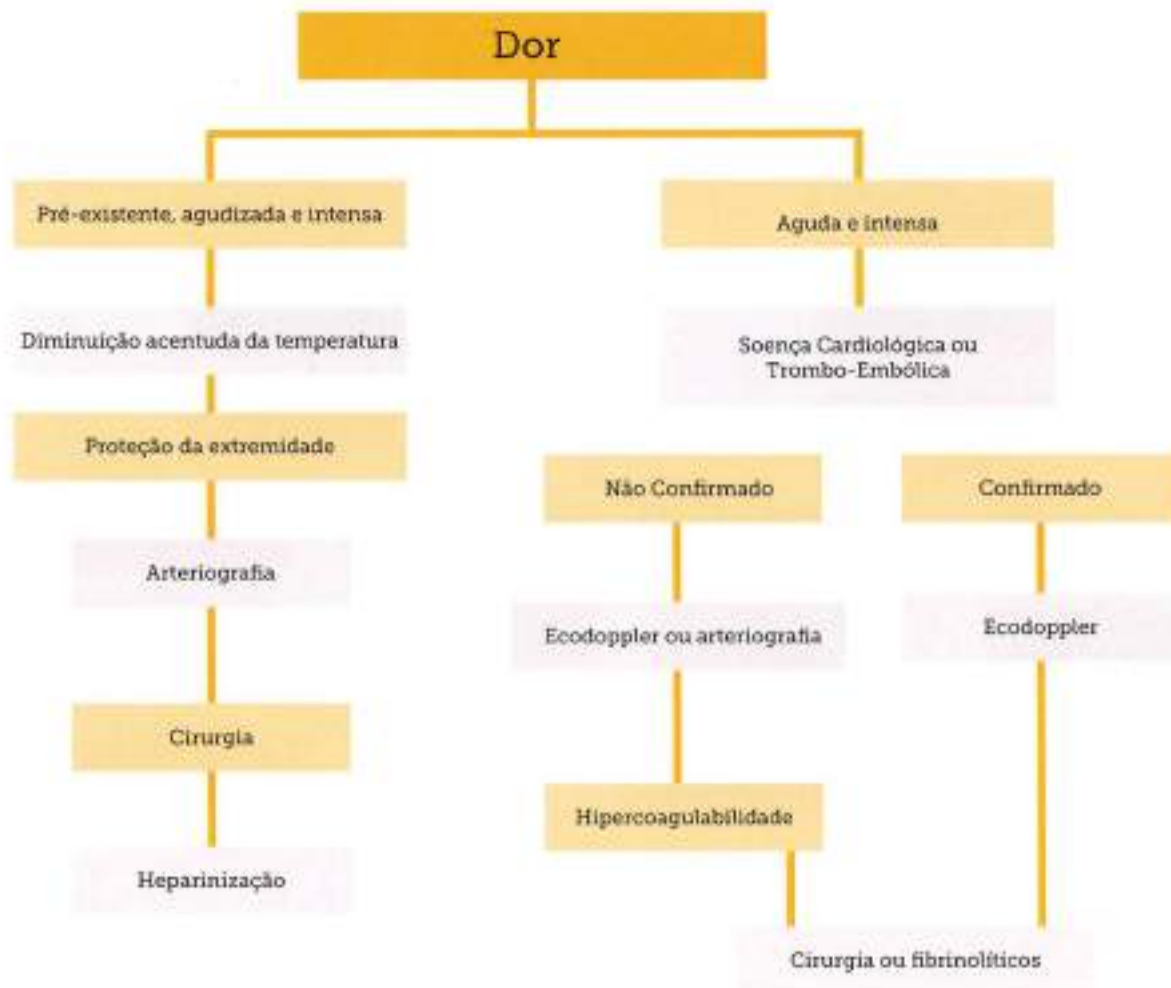 Dor
Pré-existente, agudizada e intensa
Aguda e intensa
Diminuição acentuda da temperatura
Soença Cardiológica ou
Trombo-Embólica
Proteção da extremidade
Não Confirmado
Confirmado
Arteriografia
Ecodoppler ou arteriografia
Ecodoppler
Cirurgia
Hipercoagulabilidade
Heparinização
Cirurgia ou fibrinolíticos